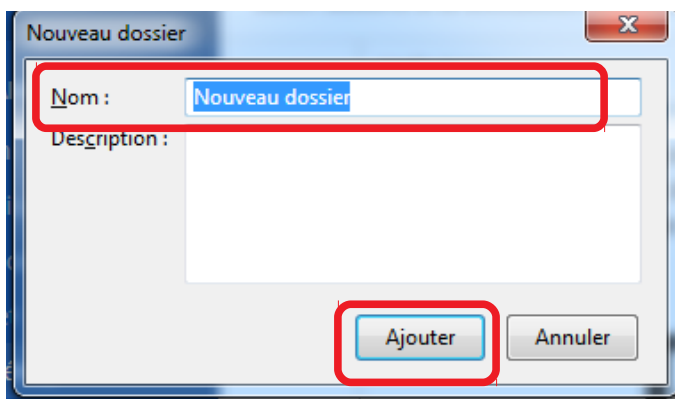 Nouveau dossier
Nom : Nouveau dossier
Description :
Ajouter Annuler